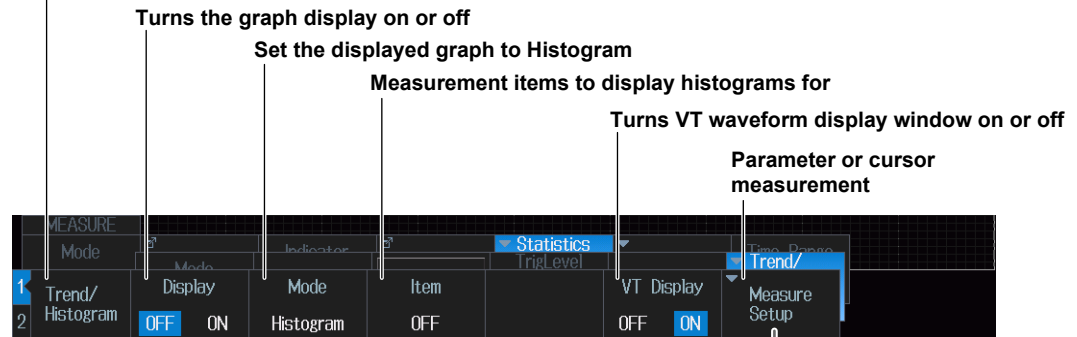 Turns the graph display on or off
Set the displayed graph to Histogram
Measurement items to display histograms for
Turns VT waveform display window on or off
Parameter or cursor
measurement
MEASURE
Mode
Indicator
Statistics
Time Range
Mode
TrigLevel
Trend/
1
Trend/
Histogram
2
Display
OFF ON
Mode
Histogram
Item
OFF
VT Display
OFF ON
Measure
Setup